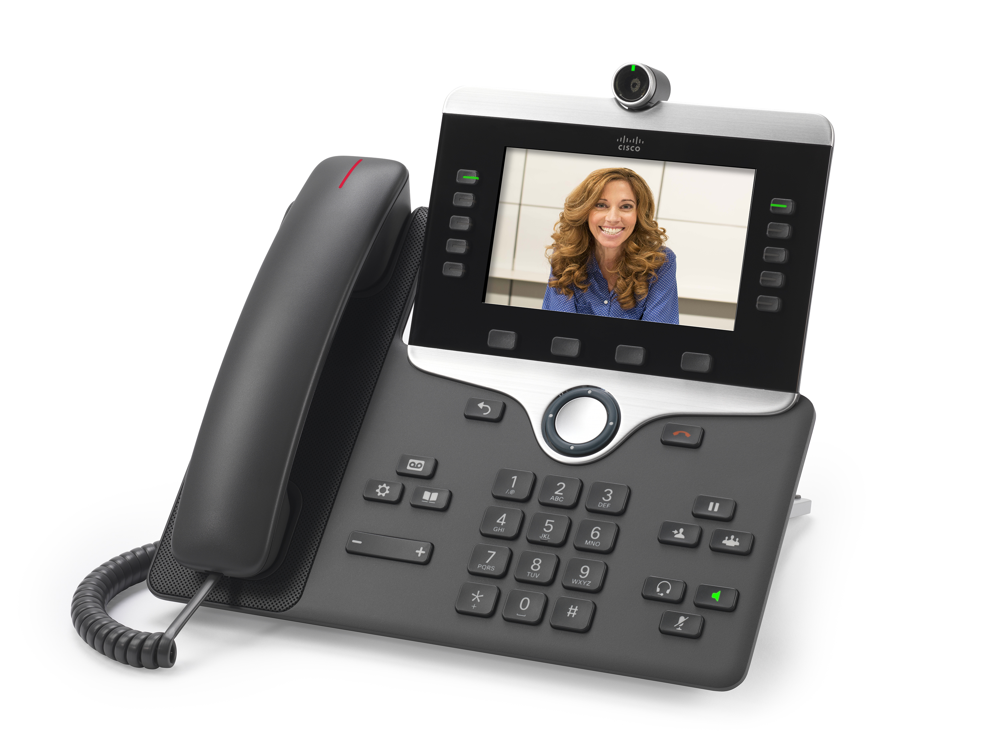 CISCO
1
/.@
2
ABC
3
DEF
4
GHI
5
JKL
6
MNO
7
PQRS
8
TUV
9
WXYZ
*
+
0
#
- +